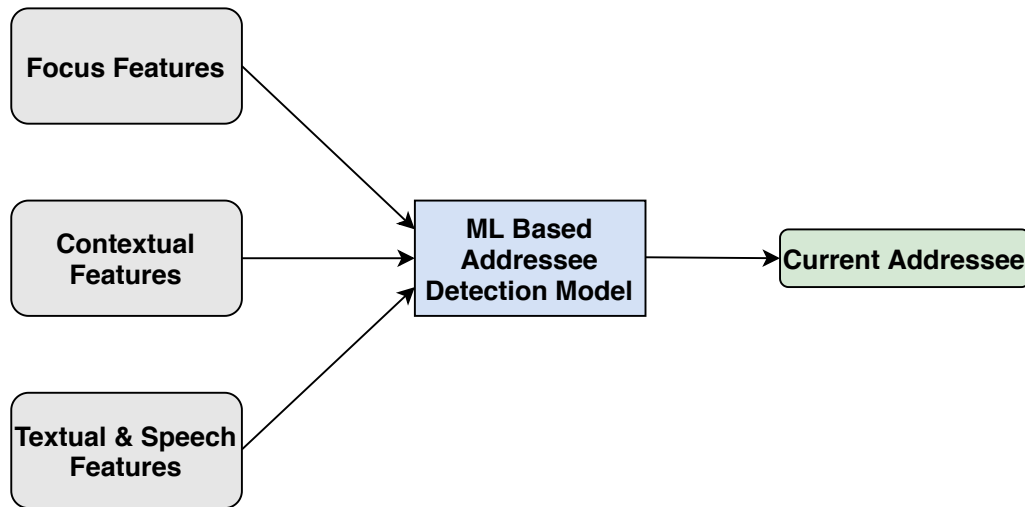 Focus Features
Contextual
Features
Textual & Speech
Features
ML Based
Addressee
Detection Model
Current Addressee